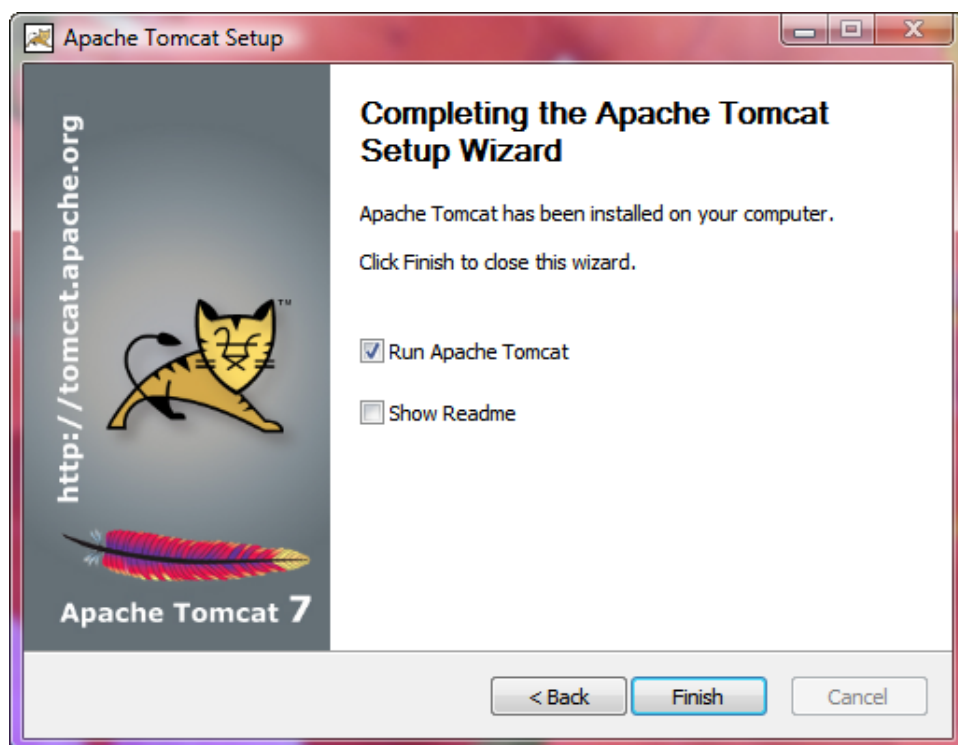 Apache Tomcat Setup
http://tomcat.apache.org
TM
Apache Tomcat 7
Completing the Apache Tomcat
Setup Wizard
Apache Tomcat has been installed on your computer.
Click Finish to close this wizard.
Run Apache Tomcat
Show Readme
< Back
Finish
Cancel